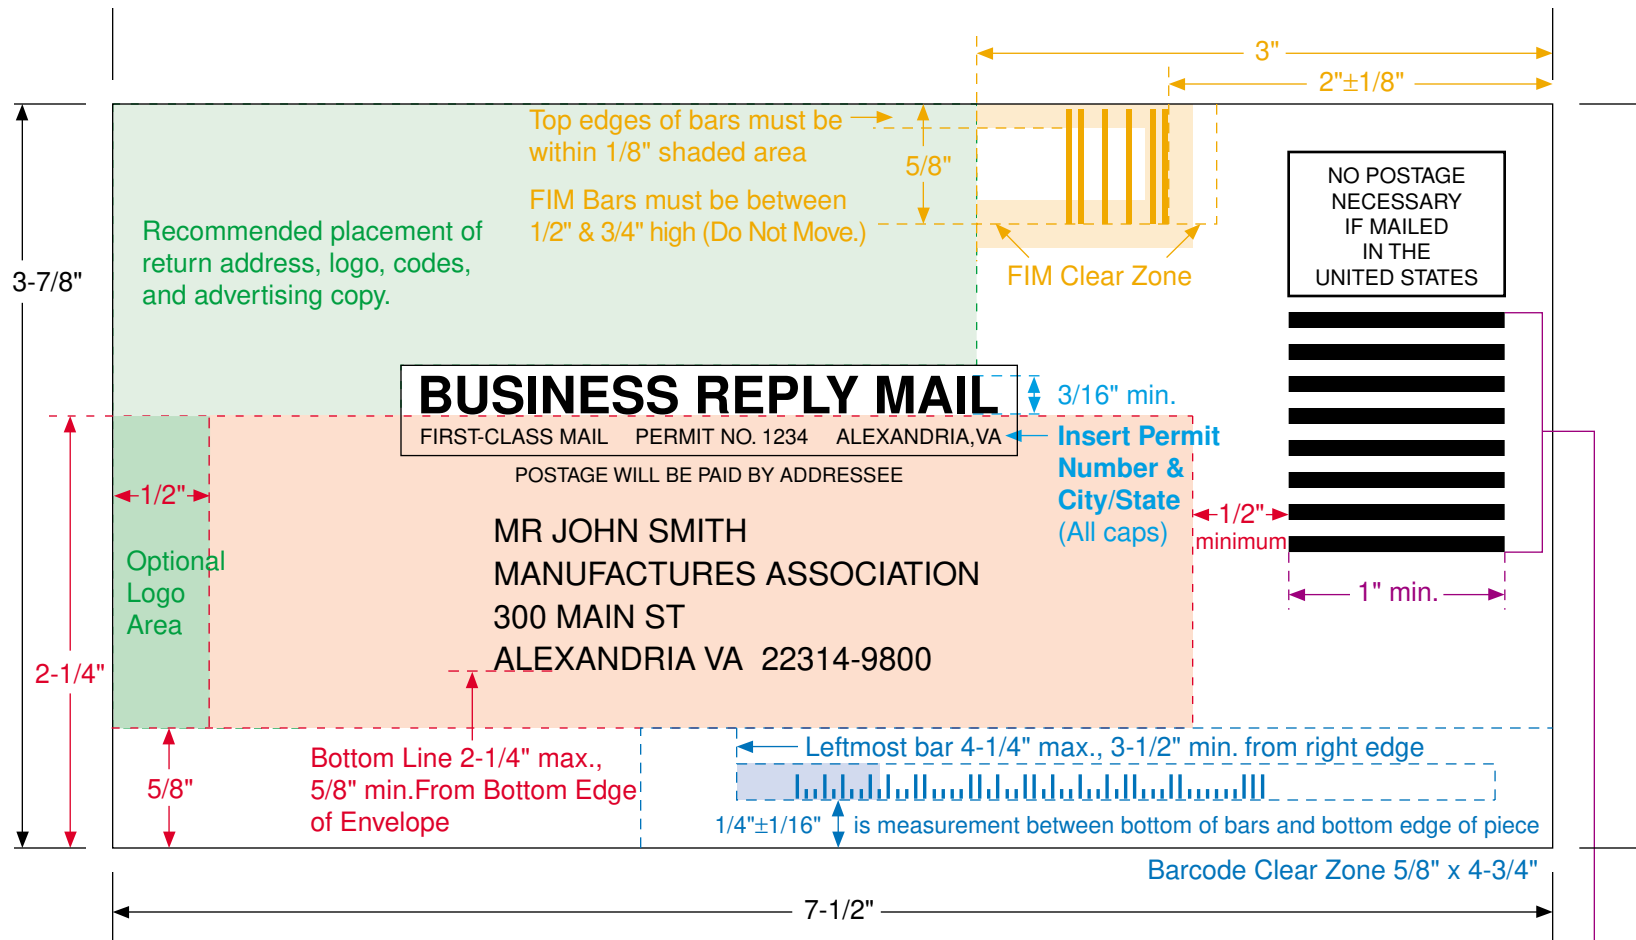 3"
2"±1/8"
Top edges of bars must be
within 1/8" shaded area
5/8"
FIM Bars must be between
1/2" & 3/4" high (Do Not Move.)
FIM Clear Zone
NO POSTAGE
NECESSARY
IF MAILED
IN THE
UNITED STATES
Recommended placement of
return address, logo, codes,
and advertising copy.
3-7/8"
BUSINESS REPLY MAIL
FIRST-CLASS MAIL PERMIT NO. 1234 ALEXANDRIA,VA
POSTAGE WILL BE PAID BY ADDRESSEE
3/16" min.
Insert Permit
Number &
City/State
(All caps)
1/2"
1/2"
minimum
MR JOHN SMITH
MANUFACTURES ASSOCIATION
300 MAIN ST
ALEXANDRIA VA 22314-9800
Optional
Logo
Area
1" min.
2-1/4"
5/8"
Bottom Line 2-1/4" max.,
5/8" min.From Bottom Edge
of Envelope
Leftmost bar 4-1/4" max., 3-1/2" min. from right edge
1/4"±1/16" is measurement between bottom of bars and bottom edge of piece
Barcode Clear Zone 5/8" x 4-3/4"
7-1/2"